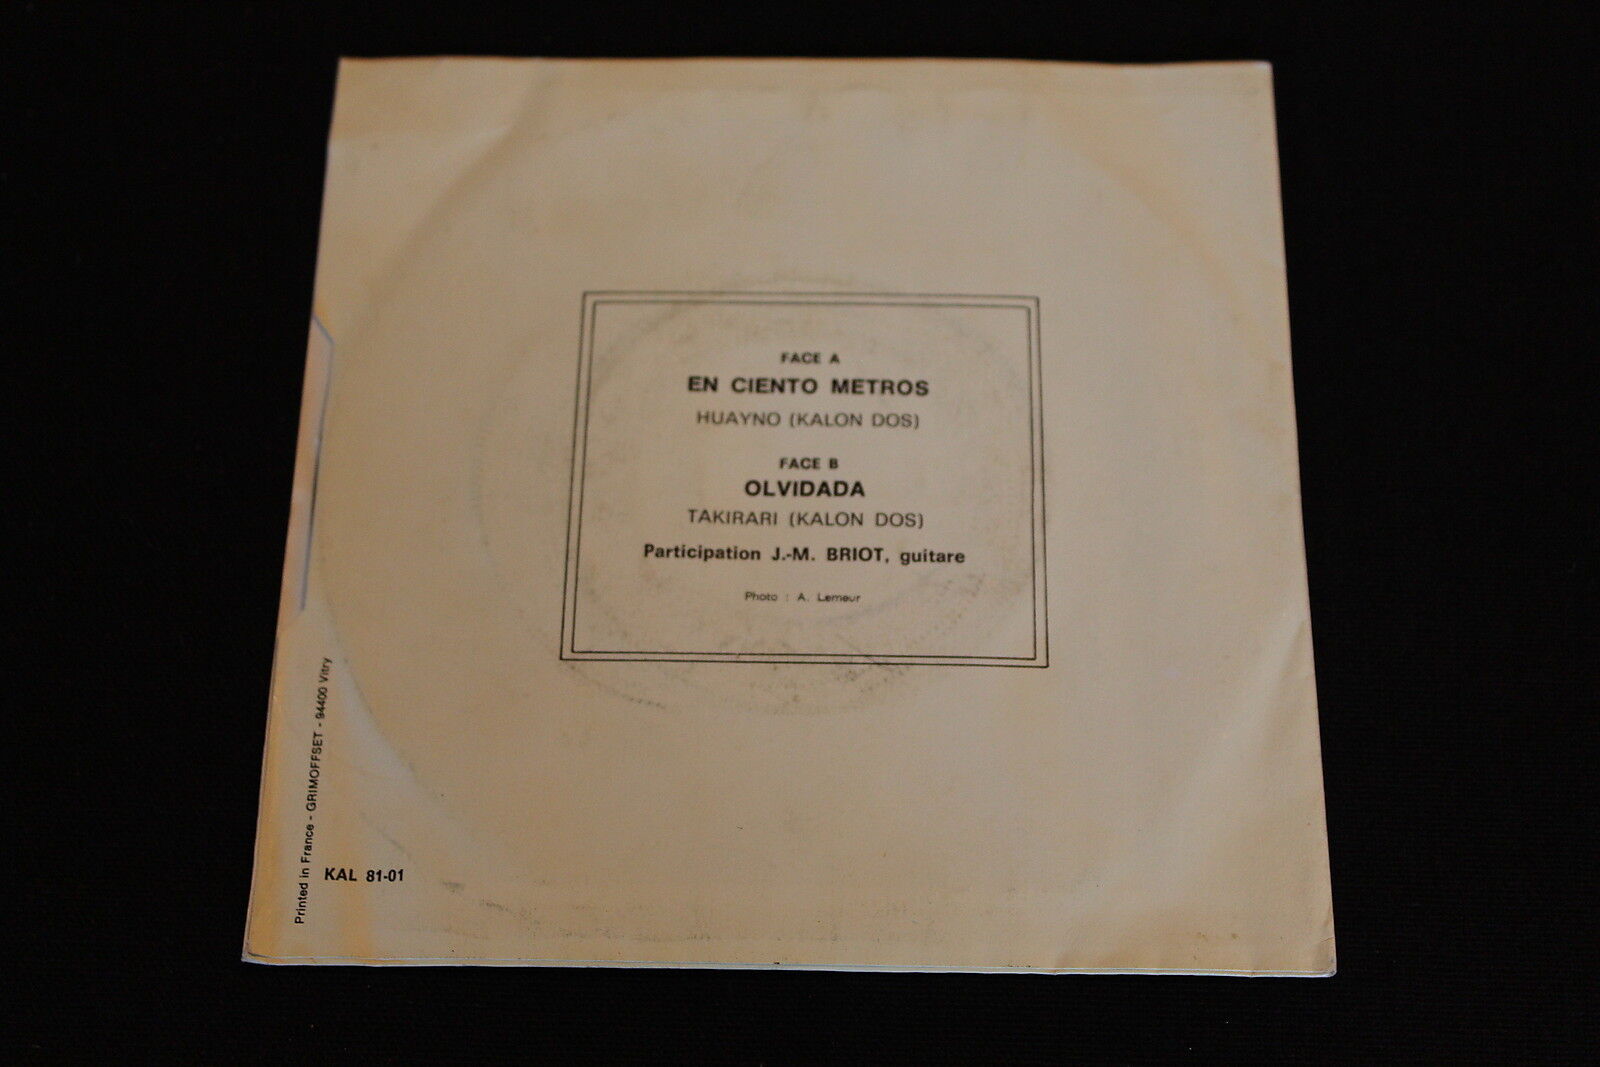 FACE A
EN CIENTO METROS
HUAYNO (KALON DOS)
FACE B
OLVIDADA
TAKIRARI (KALON DOS)
Participation J.-M. BRIOT, guitare
Photo : A. Lemeur
Printed in France - GRIMOFFSET - 94400 Vitry
KAL 81-01